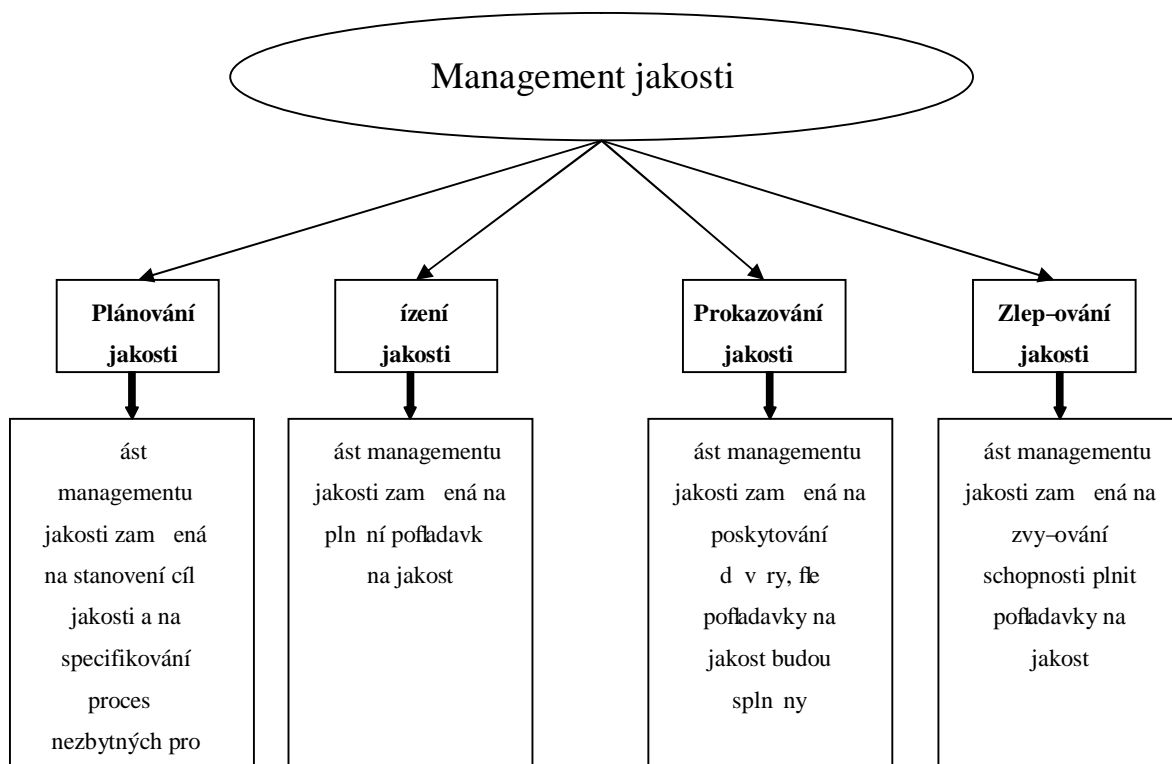 Management jakosti
Plánování
jakosti
ízení
jakosti
Prokazování
jakosti
Zlep–ování
jakosti
ást
managementu
jakosti zam ená
na stanovení cíl
jakosti a na
specifikování
proces
nezbytných pro
ást managementu
jakosti zam ená na
pln ní pofladavk
na jakost
ást managementu
jakosti zam ená na
poskytování
d v ry, fle
pofladavky na
jakost budou
spln ny
ást managementu
jakosti zam ená na
zvy–ování
schopnosti plnit
pofladavky na
jakost